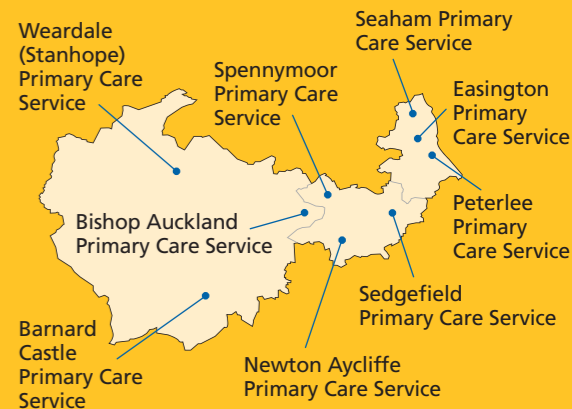 Weardale
(Stanhope)
Primary Care
Service
Spennymoor
Primary Care
Service
Seaham Primary
Care Service
Easington
Primary
Care Service
Bishop Auckland
Primary Care Service
Peterlee
Primary
Care Service
Sedgefield
Primary Care Service
Barnard
Castle
Primary Care
Service
Newton Aycliffe
Primary Care Service